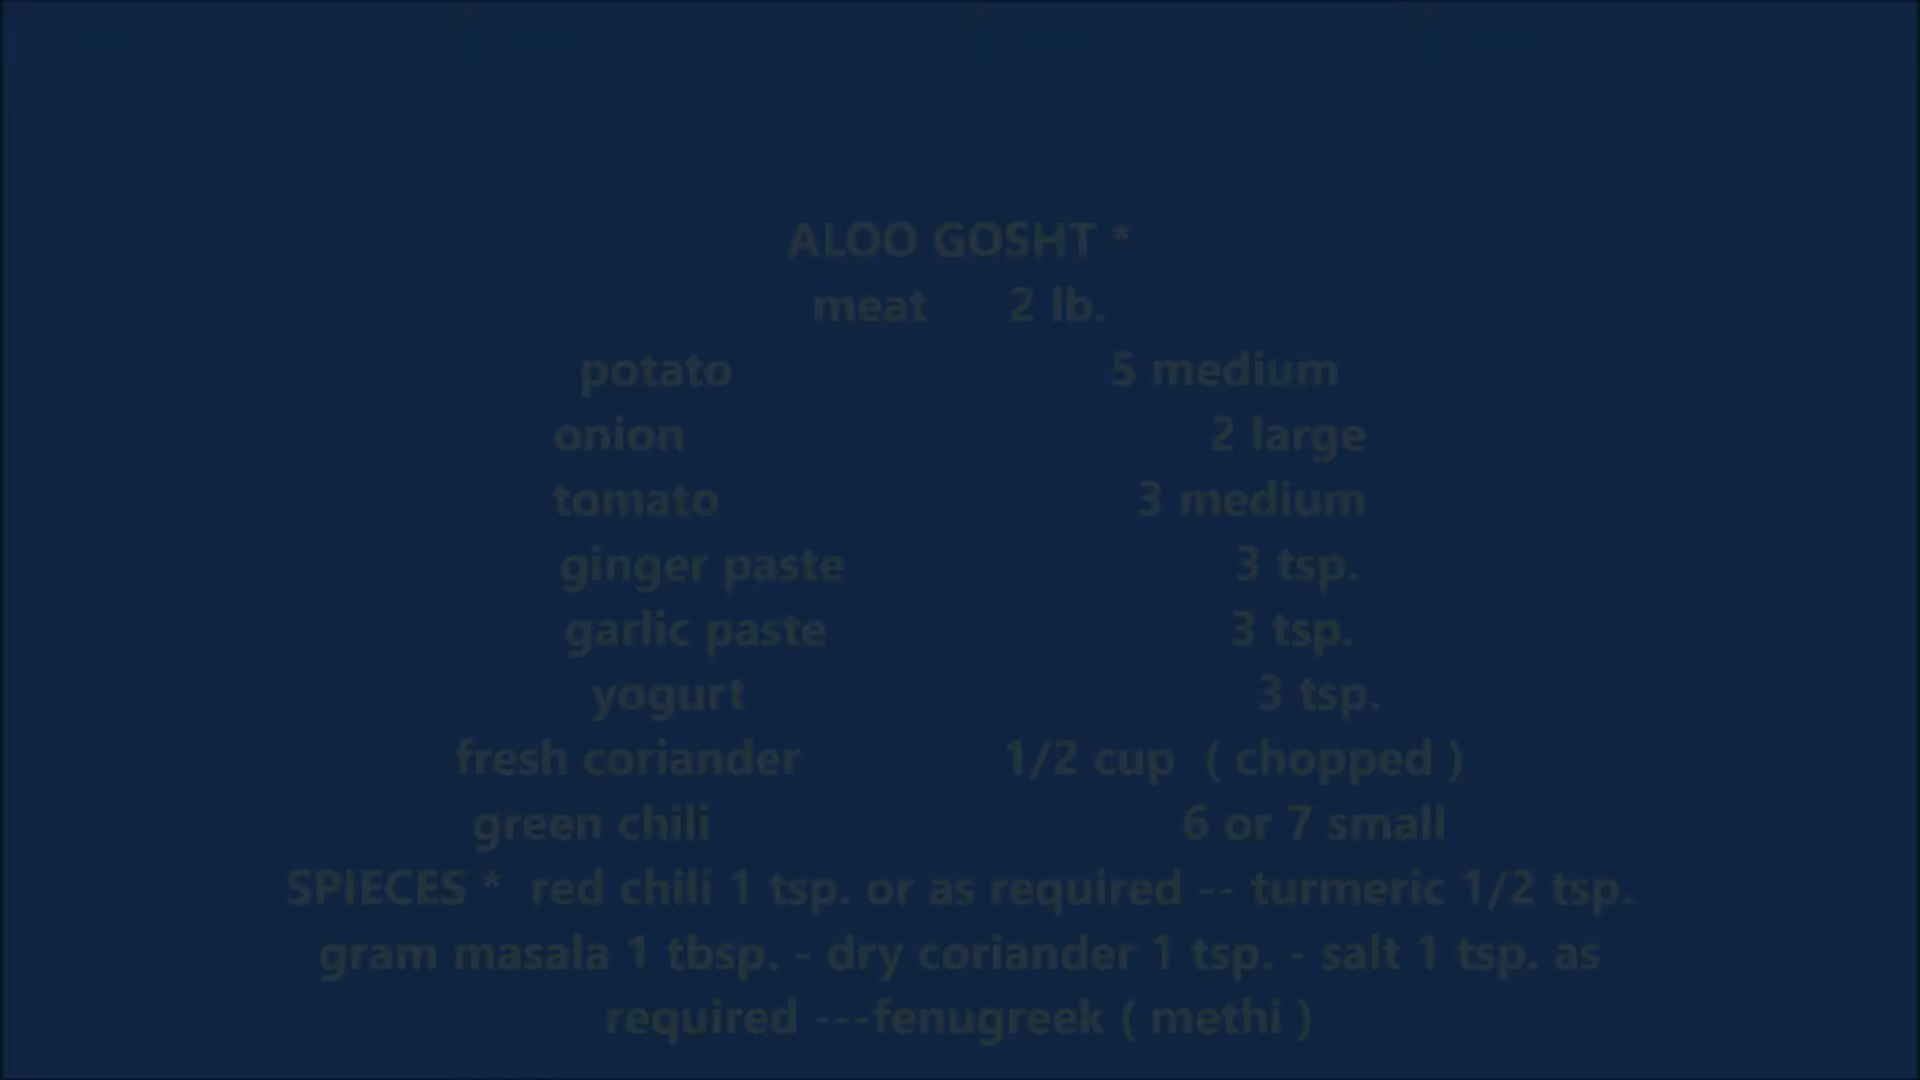 ALOO GOSHT *
meat 2 lb.
potato 5 medium
onion 2 large
tomato 3 medium
ginger paste 3 tsp.
garlic paste 3 tsp.
yogurt 3 tsp.
fresh coriander 1/2 cup ( chopped )
green chili 6 or 7 small
SPIECES * red chili 1 tsp. or as required -- turmeric 1/2 tsp.
gram masala 1 tbsp. - dry coriander 1 tsp. - salt 1 tsp. as
required ---fenugreek ( methi )